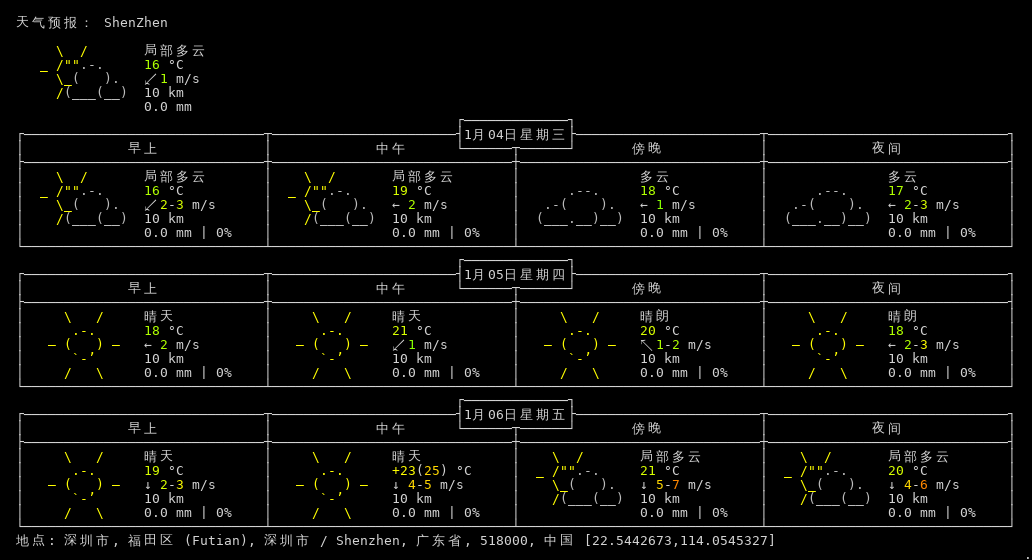 天气预报： ShenZhen
局部多云
16 °C
↙ 1 m/s
10 km
0.0 mm
1月04日星期三
早上 中午 傍晚 夜间
局部多云 局部多云 多云 多云
16 °C 19 °C 18 °C 17 °C
↙ 2-3 m/s ← 2 m/s ← 1 m/s ← 2-3 m/s
10 km 10 km 10 km 10 km
0.0 mm | 0% 0.0 mm | 0% 0.0 mm | 0% 0.0 mm | 0%
1月05日星期四
早上 中午 傍晚 夜间
晴天 晴天 晴朗 晴朗
18 °C 21 °C 20 °C 18 °C
← 2 m/s ↙ 1 m/s ↖ 1-2 m/s ← 2-3 m/s
10 km 10 km 10 km 10 km
0.0 mm | 0% 0.0 mm | 0% 0.0 mm | 0% 0.0 mm | 0%
1月06日星期五
早上 中午 傍晚 夜间
晴天 晴天 局部多云 局部多云
19 °C +23(25) °C 21 °C 20 °C
↓ 2-3 m/s ↓ 4-5 m/s ↓ 5-7 m/s ↓ 4-6 m/s
10 km 10 km 10 km 10 km
0.0 mm | 0% 0.0 mm | 0% 0.0 mm | 0% 0.0 mm | 0%
地点: 深圳市, 福田区 (Futian), 深圳市 / Shenzhen, 广东省, 518000, 中国 [22.5442673,114.0545327]